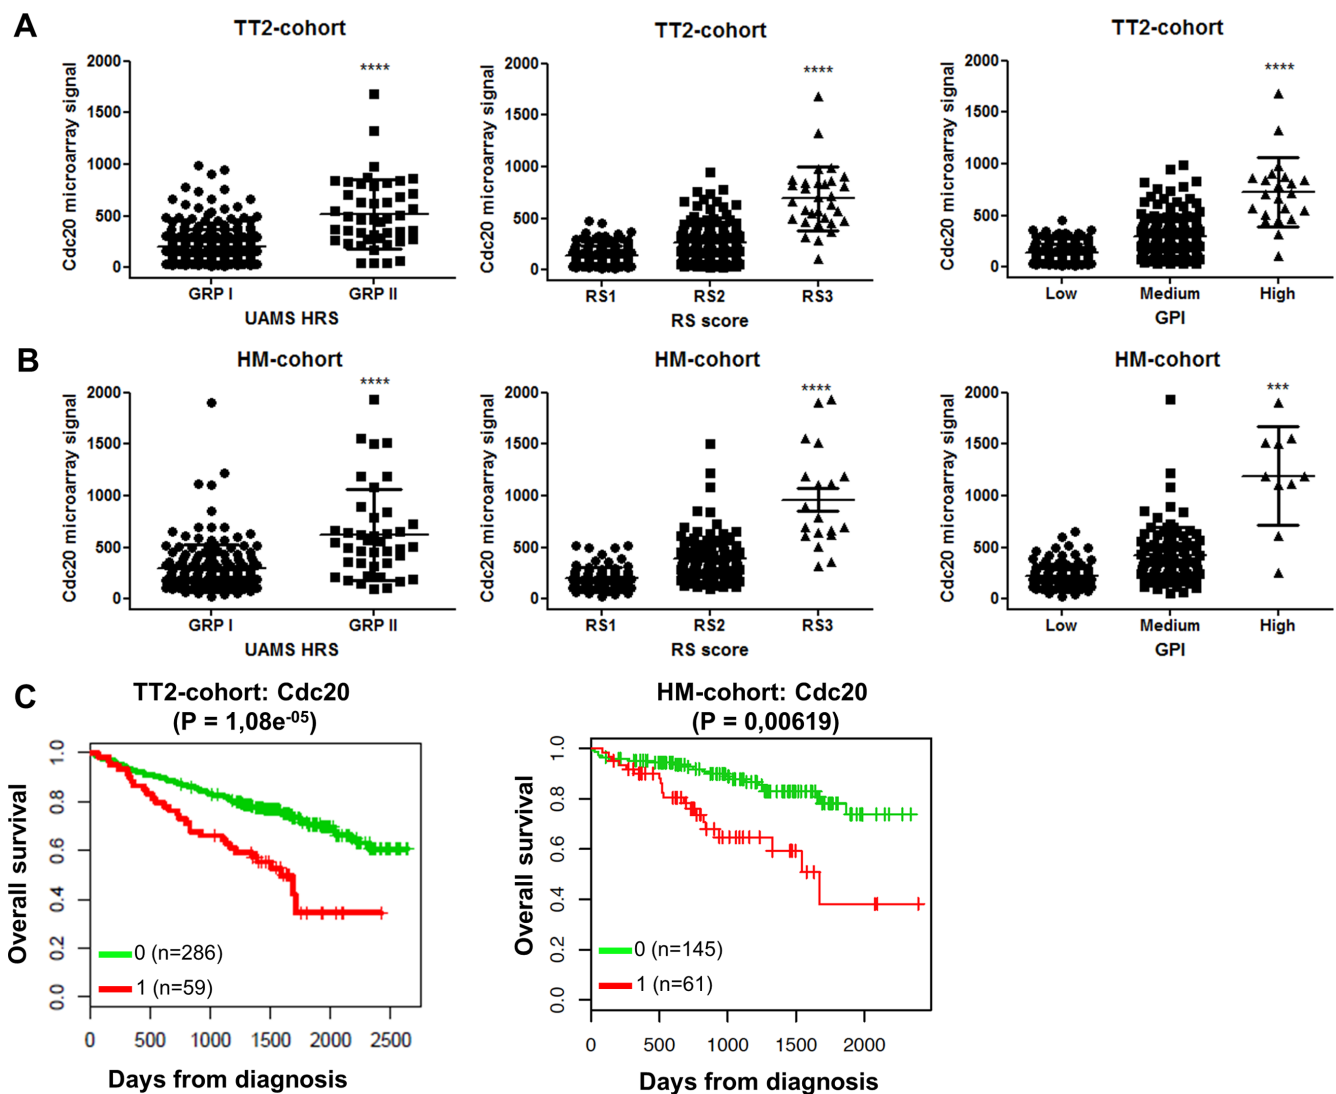 A
TT2-cohort
Cdc20 microarray signal
2000
1500
1000
500
0
****
GRP I
GRP II
UAMS HRS
TT2-cohort
Cdc20 microarray signal
2000
1500
1000
500
0
****
RS1
RS2
RS3
RS score
TT2-cohort
Cdc20 microarray signal
2000
1500
1000
500
0
****
Low
Medium
High
GPI
B
HM-cohort
Cdc20 microarray signal
2000
1500
1000
500
0
****
GRP I
GRP II
UAMS HRS
HM-cohort
Cdc20 microarray signal
2000
1500
1000
500
0
****
RS1
RS2
RS3
RS score
HM-cohort
Cdc20 microarray signal
2000
1500
1000
500
0
***
Low
Medium
High
GPI
C
TT2-cohort: Cdc20
(P = 1,08e-05)
Overall survival
1.0
0.8
0.6
0.4
0.2
0.0
0 (n=286)
1 (n=59)
0
500
1000
1500
2000
2500
Days from diagnosis
HM-cohort: Cdc20
(P = 0,00619)
Overall survival
1.0
0.8
0.6
0.4
0.2
0.0
0 (n=145)
1 (n=61)
0
500
1000
1500
2000
Days from diagnosis